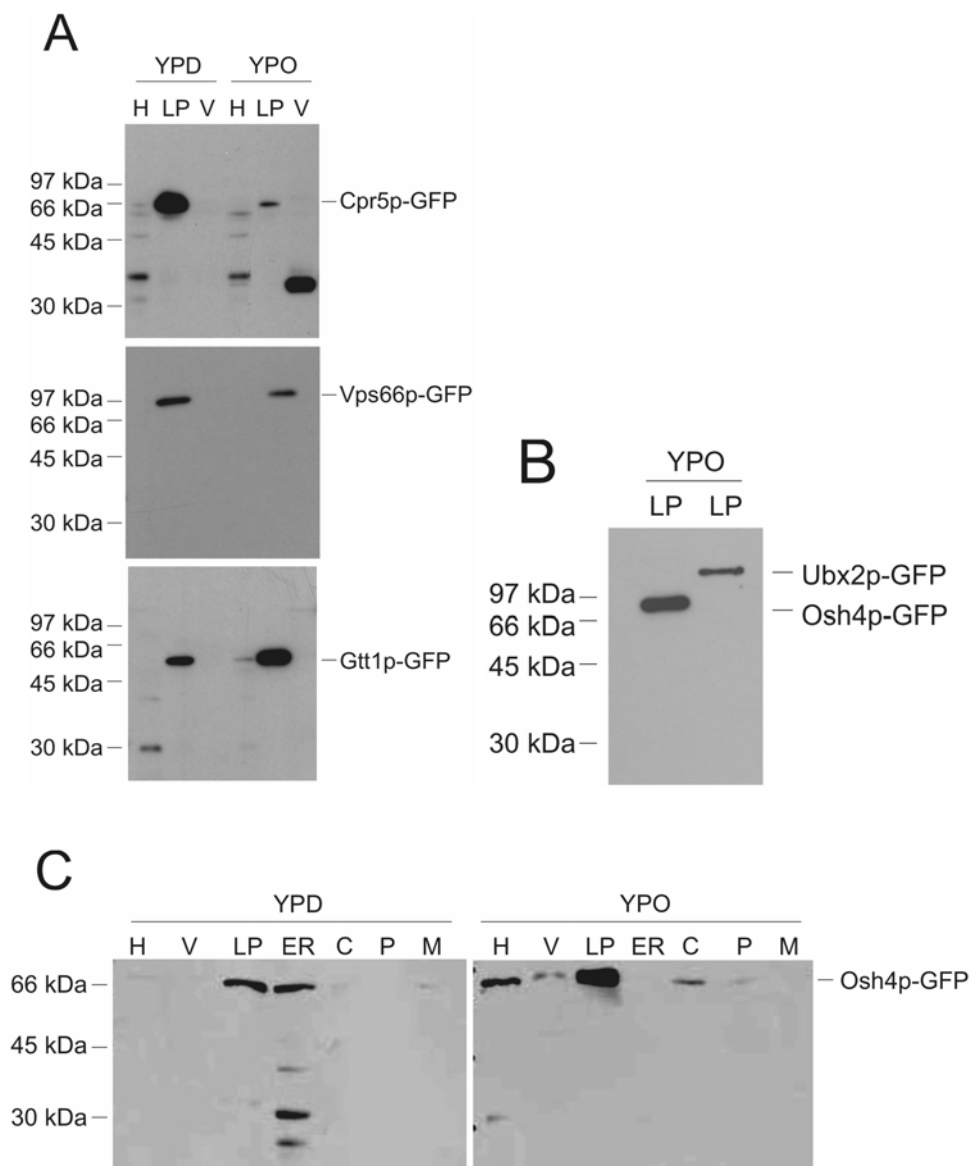 A
YPD YPO
H LP V H LP V
97 kDa
66 kDa
45 kDa
30 kDa
Cpr5p-GFP
97 kDa
66 kDa
45 kDa
30 kDa
Vps66p-GFP
97 kDa
66 kDa
45 kDa
30 kDa
Gtt1p-GFP
B
YPO
LP LP
97 kDa
66 kDa
45 kDa
30 kDa
Ubx2p-GFP
Osh4p-GFP
C
YPD YPO
H V LP ER C P M H V LP ER C P M
66 kDa
45 kDa
30 kDa
Osh4p-GFP